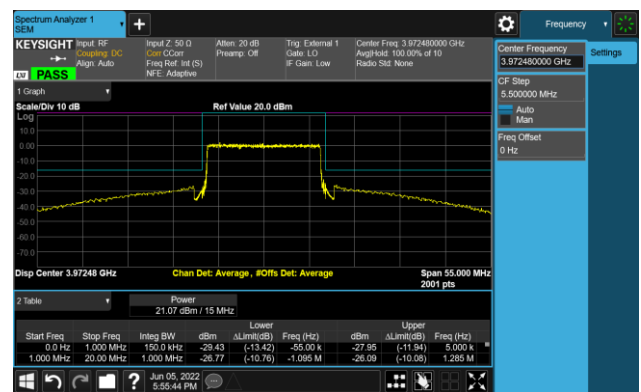 Spectrum Analyzer 1
SEM
Frequency
KEYSIGHT
Input: RF
Coupling: DC
Align: Auto
Input Z: 50 Ω
Corr CCorr
Freq Ref: Int (S)
NFE: Adaptive
Atten: 20 dB
Preamp: Off
Trig: External 1
Gate: LO
IF Gain: Low
Center Freq: 3.972480000 GHz
Avg|Hold: 100.00% of 10
Radio Std: None
LXI
PASS
Center Frequency
3.972480000 GHz
Settings
CF Step
5.500000 MHz
Auto
Man
Freq Offset
0 Hz
1 Graph
Scale/Div 10 dB
Ref Value 20.0 dBm
Log
10.0
0.00
-10.0
-20.0
-30.0
-40.0
-50.0
-60.0
-70.0
Disp Center 3.97248 GHz
Chan Det: Average , #Offs Det: Average
Span 55.000 MHz
2001 pts
2 Table
Power
21.07 dBm / 15 MHz
Lower Upper
Start Freq Stop Freq Integ BW dBm ΔLimit(dB) Freq (Hz) dBm ΔLimit(dB) Freq (Hz)
0.0 Hz 1.000 MHz 150.0 kHz -29.43 (-13.42) -55.00 k -27.95 (-11.94) 5.000 k
1.000 MHz 20.00 MHz 1.000 MHz -26.77 (-10.76) -1.095 M -26.09 (-10.08) 1.285 M
?
Jun 05, 2022
5:55:44 PM